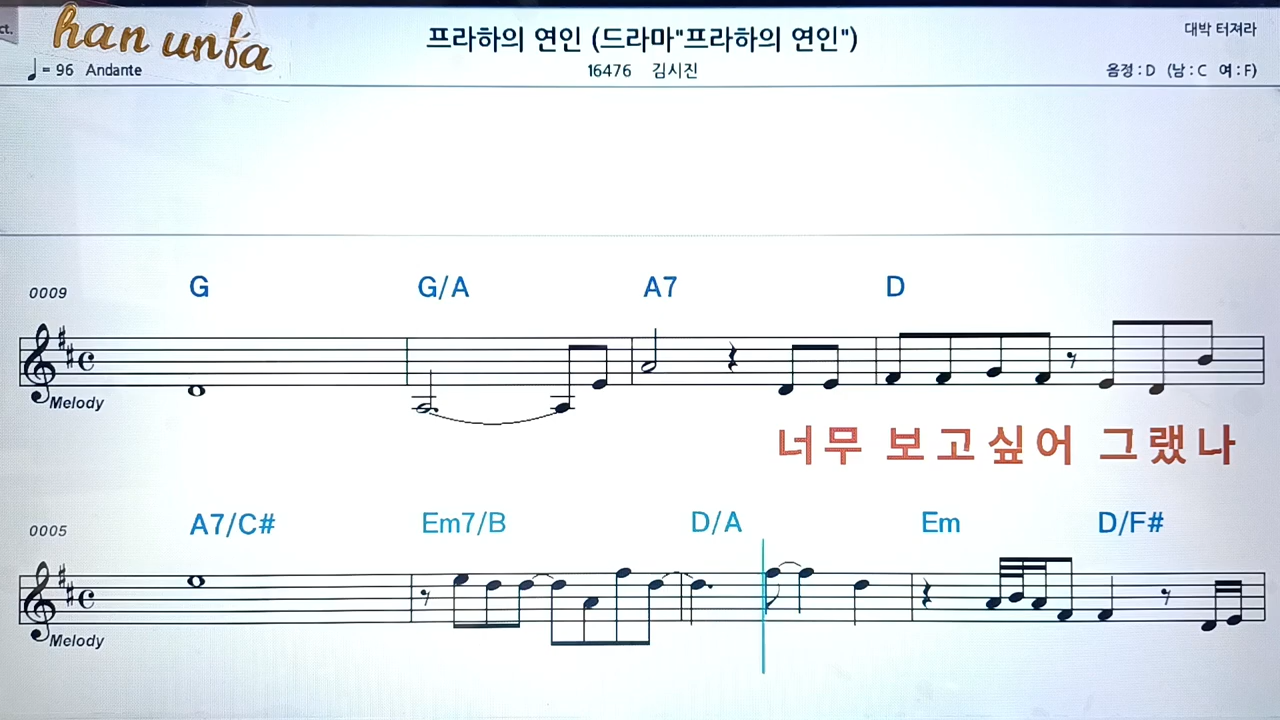 ct.
han unfa
프라하의 연인 (드라마"프라하의 연인")
대박 터져라
♩= 96 Andante
16476 김시진
음정 : D (남 : C 여 : F)
0009 G G/A A7 D
Melody
너무 보고싶어 그랬나
0005 A7/C# Em7/B D/A Em D/F#
Melody